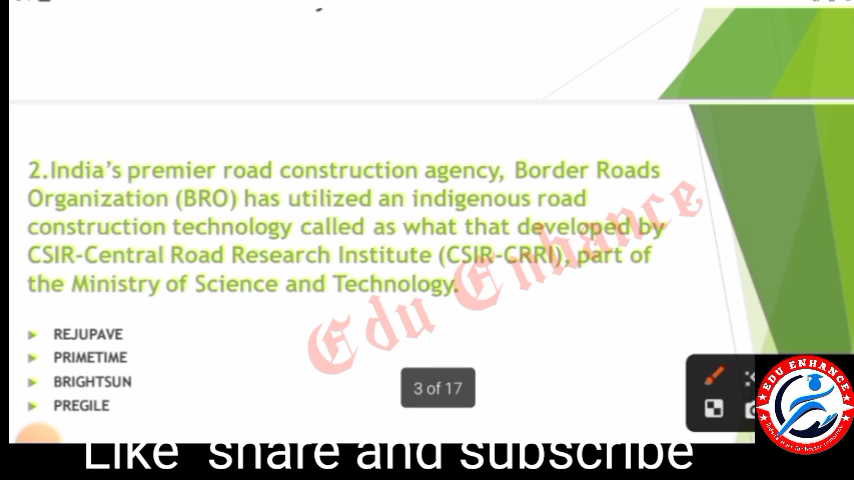 2.India's premier road construction agency, Border Roads
Organization (BRO) has utilized an indigenous road
construction technology called as what that developed by
CSIR-Central Road Research Institute (CSIR-CRRI), part of
the Ministry of Science and Technology.
Edu Enhance
REJUPAVE
PRIMETIME
BRIGHTSUN
PREGILE
3 of 17
EDU ENHANCE
Like share and subscribe